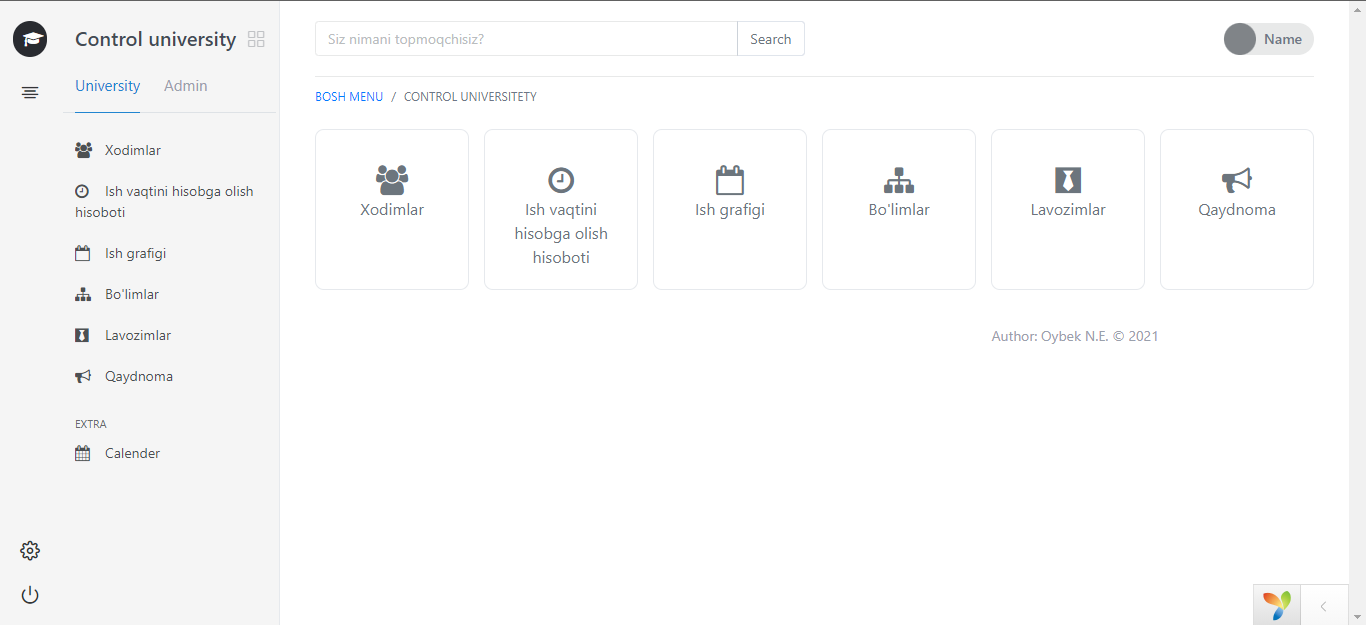 Control university
University Admin
Xodimlar
Ish vaqtini hisobga olish
hisoboti
Ish grafigi
Bo'limlar
Lavozimlar
Qaydnoma
EXTRA
Calender
Siz nimani topmoqchisiz? Search
Name
BOSH MENU / CONTROL UNIVERSITETY
Xodimlar
Ish vaqtini
hisobga olish
hisoboti
Ish grafigi
Bo'limlar
Lavozimlar
Qaydnoma
Author: Oybek N.E. © 2021